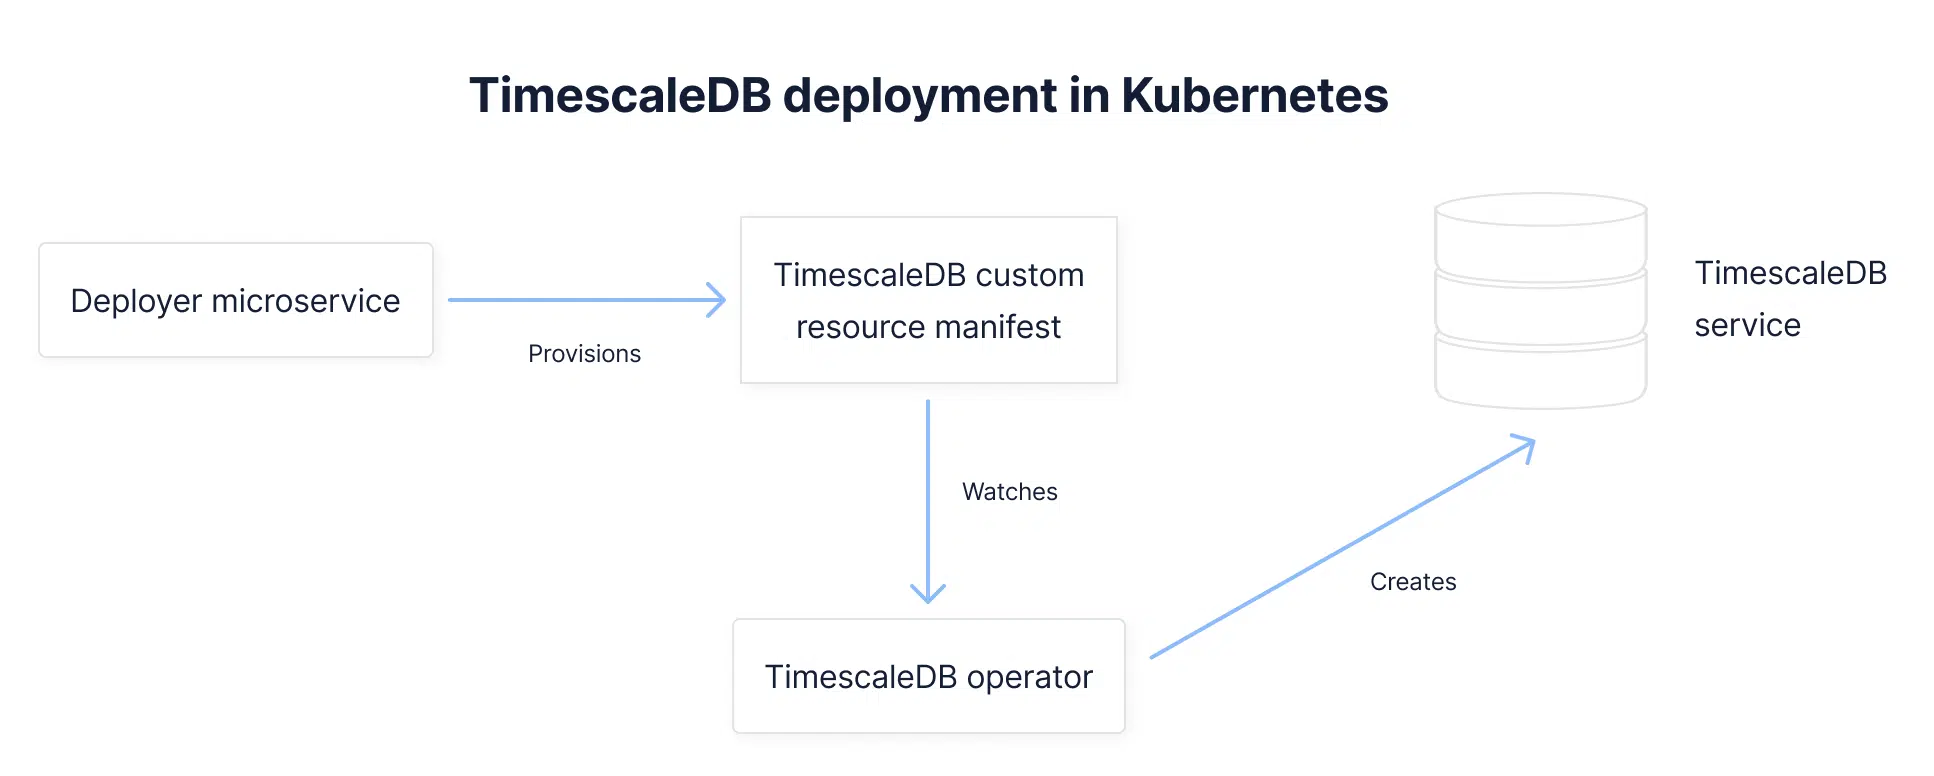 TimescaleDB deployment in Kubernetes
Deployer microservice
Provisions
TimescaleDB custom
resource manifest
TimescaleDB
service
Watches
Creates
TimescaleDB operator